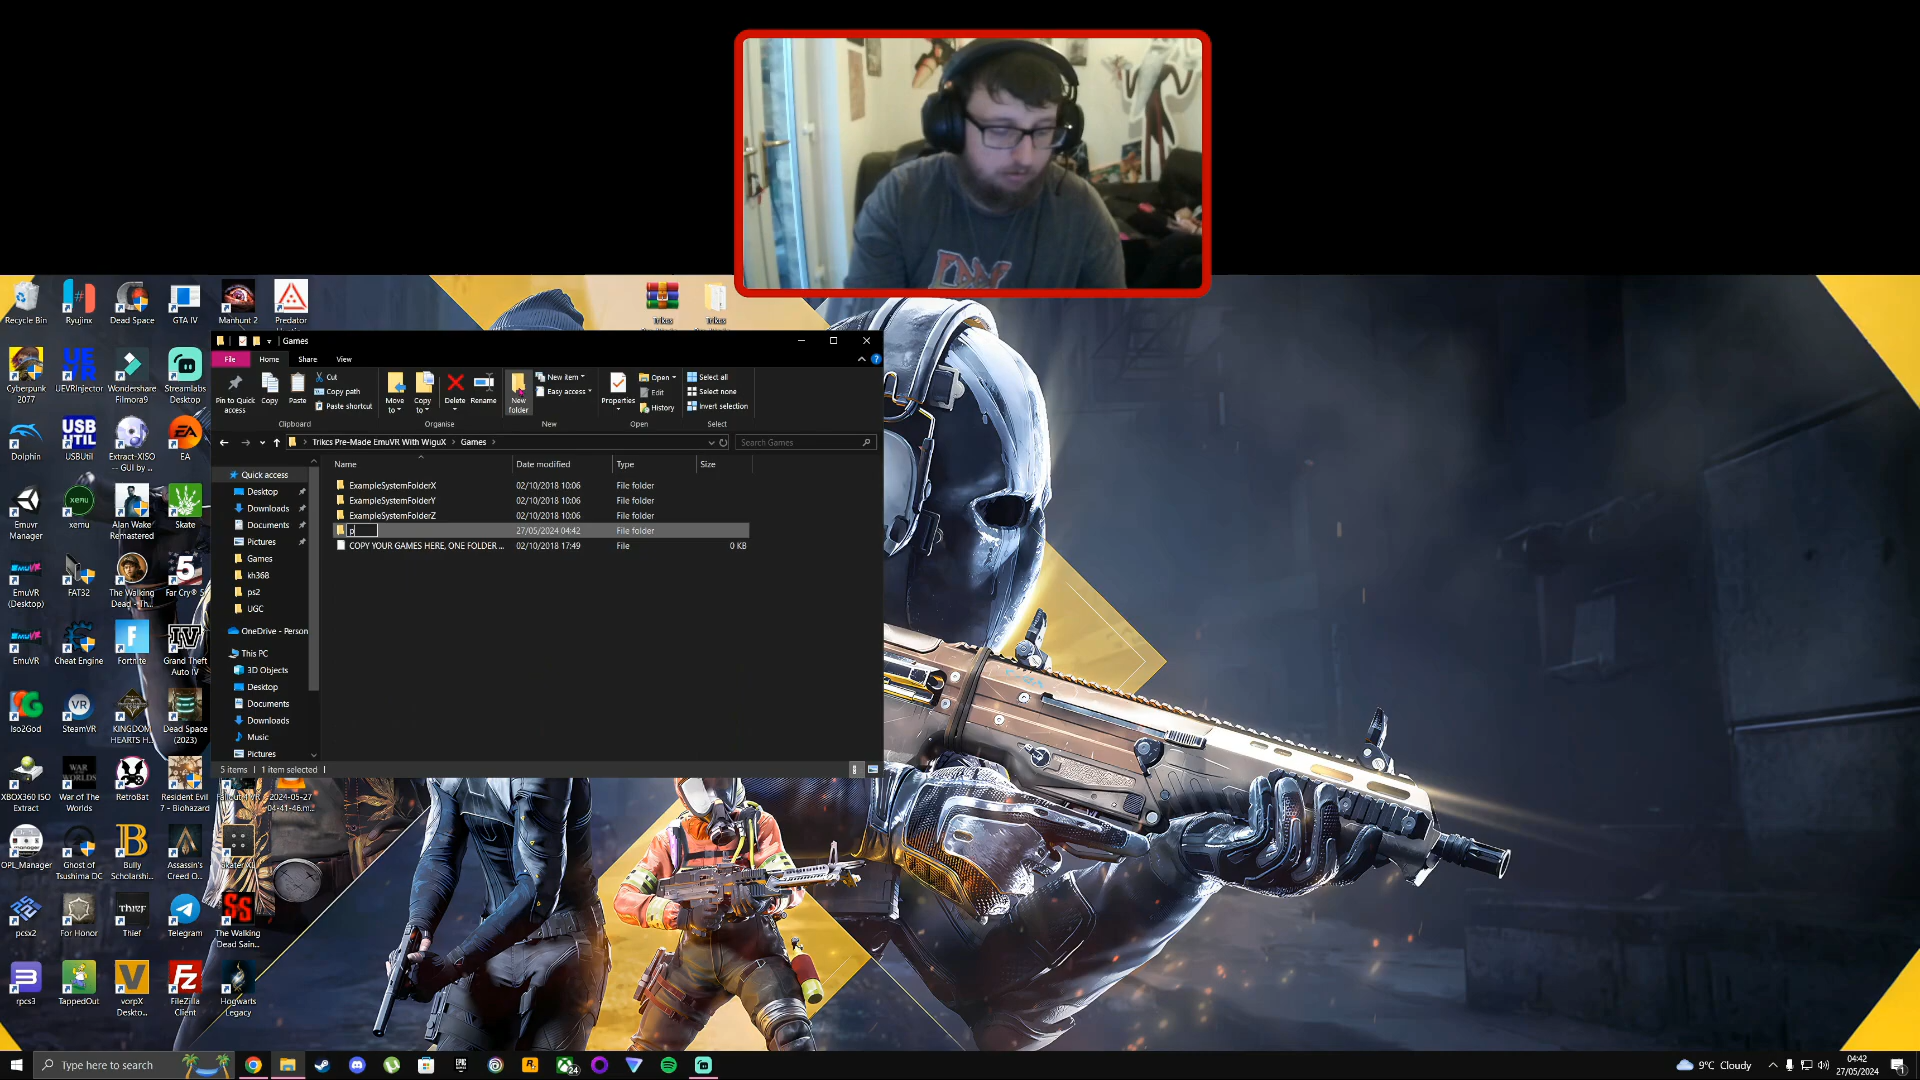 Recycle Bin
Ryujinx
Dead Space
GTA IV
Manhunt 2
Predator
Trikcs
Trikcs
Games
File
Home
Share
View
Pin to Quick access
Copy
Paste
Cut
Copy path
Paste shortcut
Clipboard
Move to
Copy to
Delete
Rename
Organise
New folder
New item
Easy access
New
Properties
Open
Edit
History
Open
Select all
Select none
Invert selection
Select
Trikcs Pre-Made EmuVR With WiguX
Games
Search Games
Name
Date modified
Type
Size
ExampleSystemFolderX 02/10/2018 10:06 File folder
ExampleSystemFolderY 02/10/2018 10:06 File folder
ExampleSystemFolderZ 02/10/2018 10:06 File folder
p 27/05/2024 04:42 File folder
COPY YOUR GAMES HERE, ONE FOLDER ... 02/10/2018 17:49 File 0 KB
Quick access
Desktop
Downloads
Documents
Pictures
Games
kh368
ps2
UGC
OneDrive - Person
This PC
3D Objects
Desktop
Documents
Downloads
Music
Pictures
5 items
1 item selected
Cyberpunk 2077
UEVRInjector
Wondershare Filmora9
Streamlabs Desktop
Dolphin
USBUtil
Extract-XISO -- GUI by ...
EA
Emuvr Manager
xemu
Alan Wake Remastered
Skate
EmuVR (Desktop)
FAT32
The Walking Dead - Th...
Far Cry® 5
EmuVR
Cheat Engine
Fortnite
Grand Theft Auto IV
Iso2God
SteamVR
KINGDOM HEARTS H...
Dead Space (2023)
XBOX360 ISO Extract
War of The Worlds
RetroBat
Resident Evil 7 - Biohazard
2024-05-27 04-41-46.m...
OPL_Manager
Ghost of Tsushima DC
Bully Scholarshi...
Assassin's Creed O...
pcsx2
For Honor
Thief
Telegram
The Walking Dead Sain...
rpcs3
TappedOut
vorpX Deskto...
FileZilla Client
Hogwarts Legacy
Type here to search
9°C Cloudy
04:42
27/05/2024